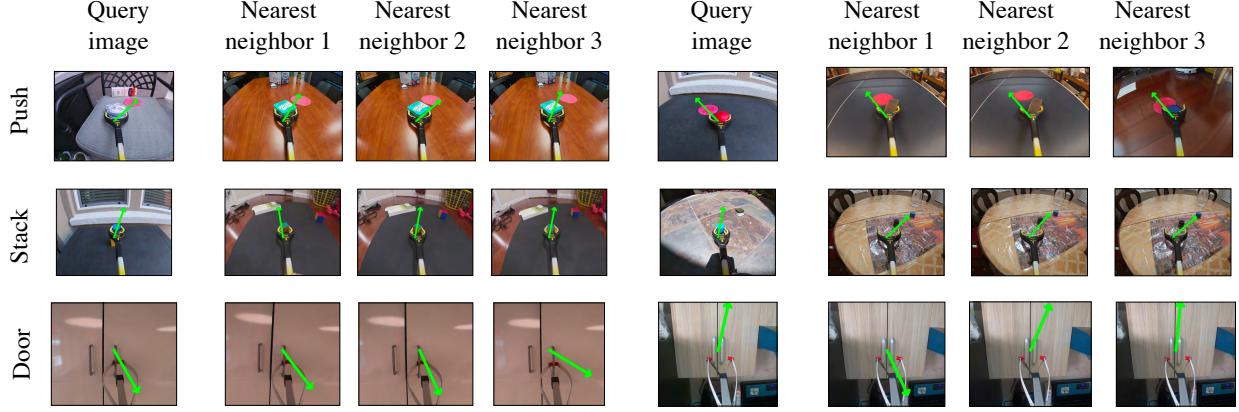 Query image
Nearest neighbor 1
Nearest neighbor 2
Nearest neighbor 3
Query image
Nearest neighbor 1
Nearest neighbor 2
Nearest neighbor 3
Push
Stack
Door